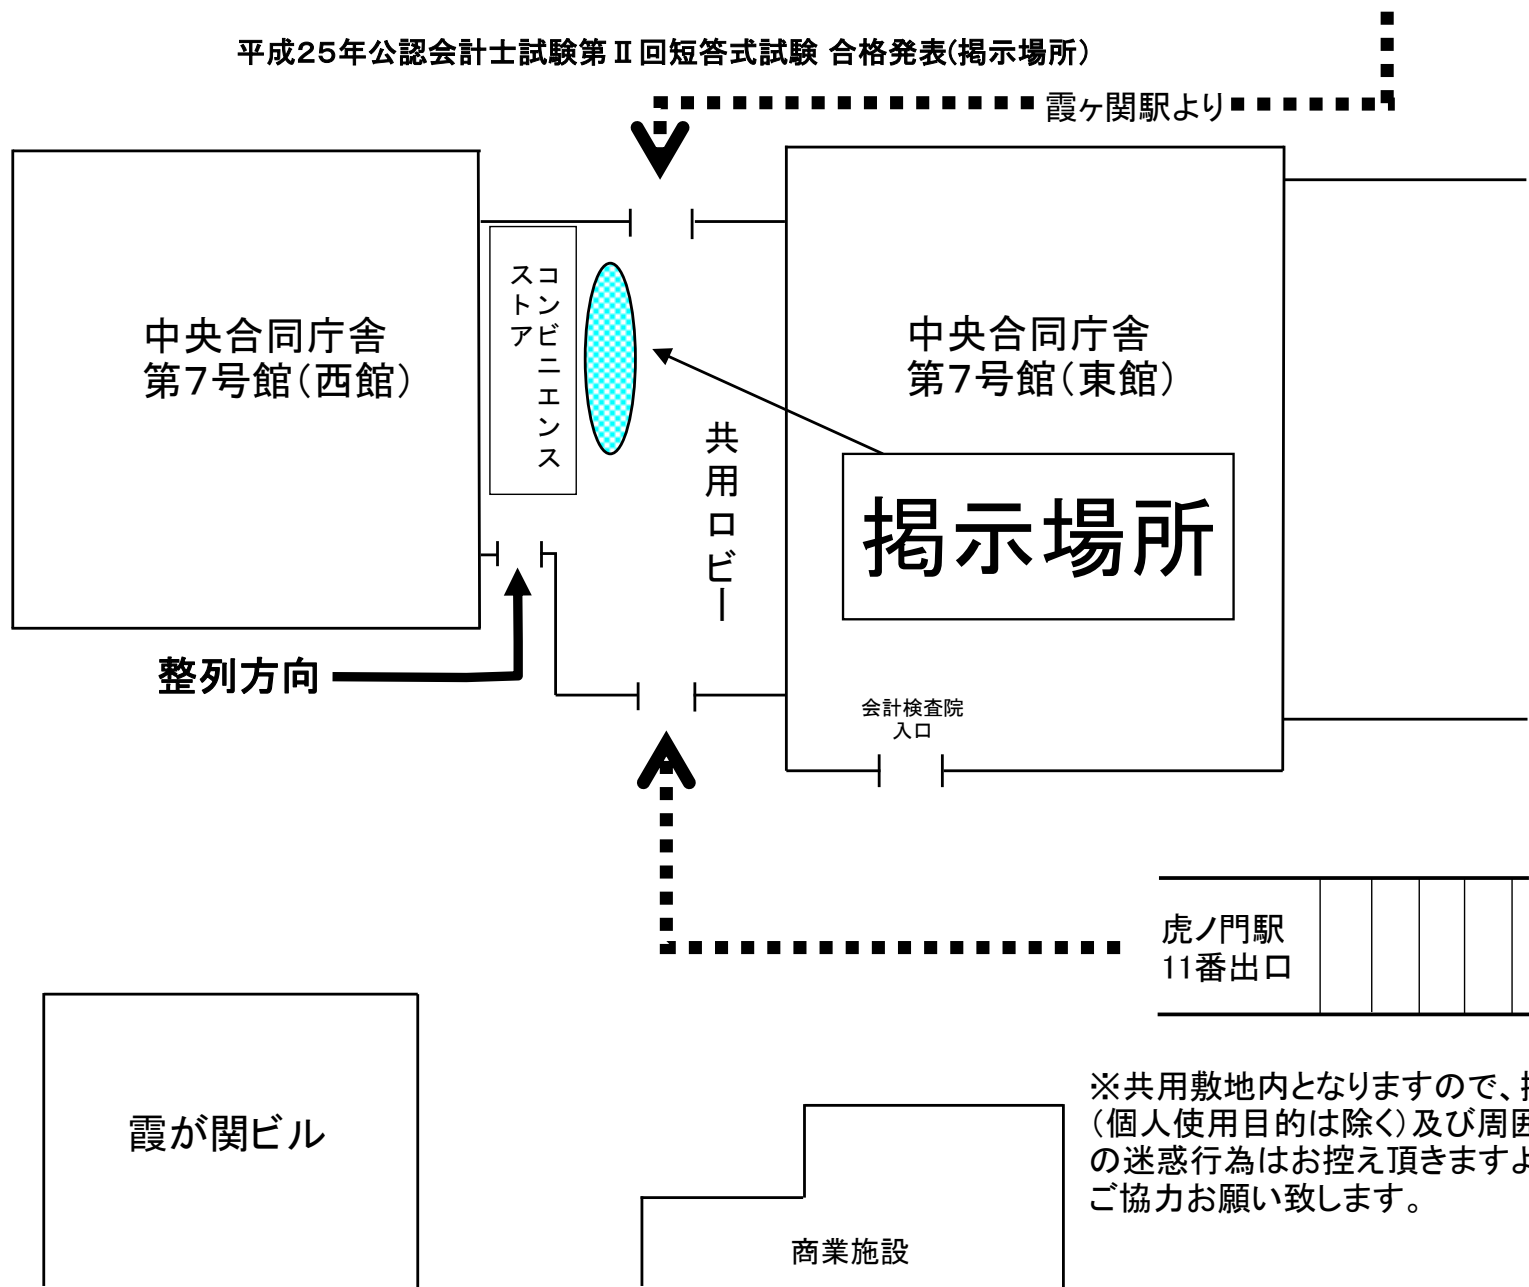 平成25年公認会計士試験第Ⅱ回短答式試験 合格発表(掲示場所)
霞ヶ関駅より
中央合同庁舎
第7号館(西館)
コンビニエンス
ストア
中央合同庁舎
第7号館(東館)
共用ロビー
掲示場所
整列方向
会計検査院
入口
虎ノ門駅
11番出口
※共用敷地内となりますので、
(個人使用目的は除く)及び周囲
の迷惑行為はお控え頂きますよ
ご協力お願い致します。
霞が関ビル
商業施設